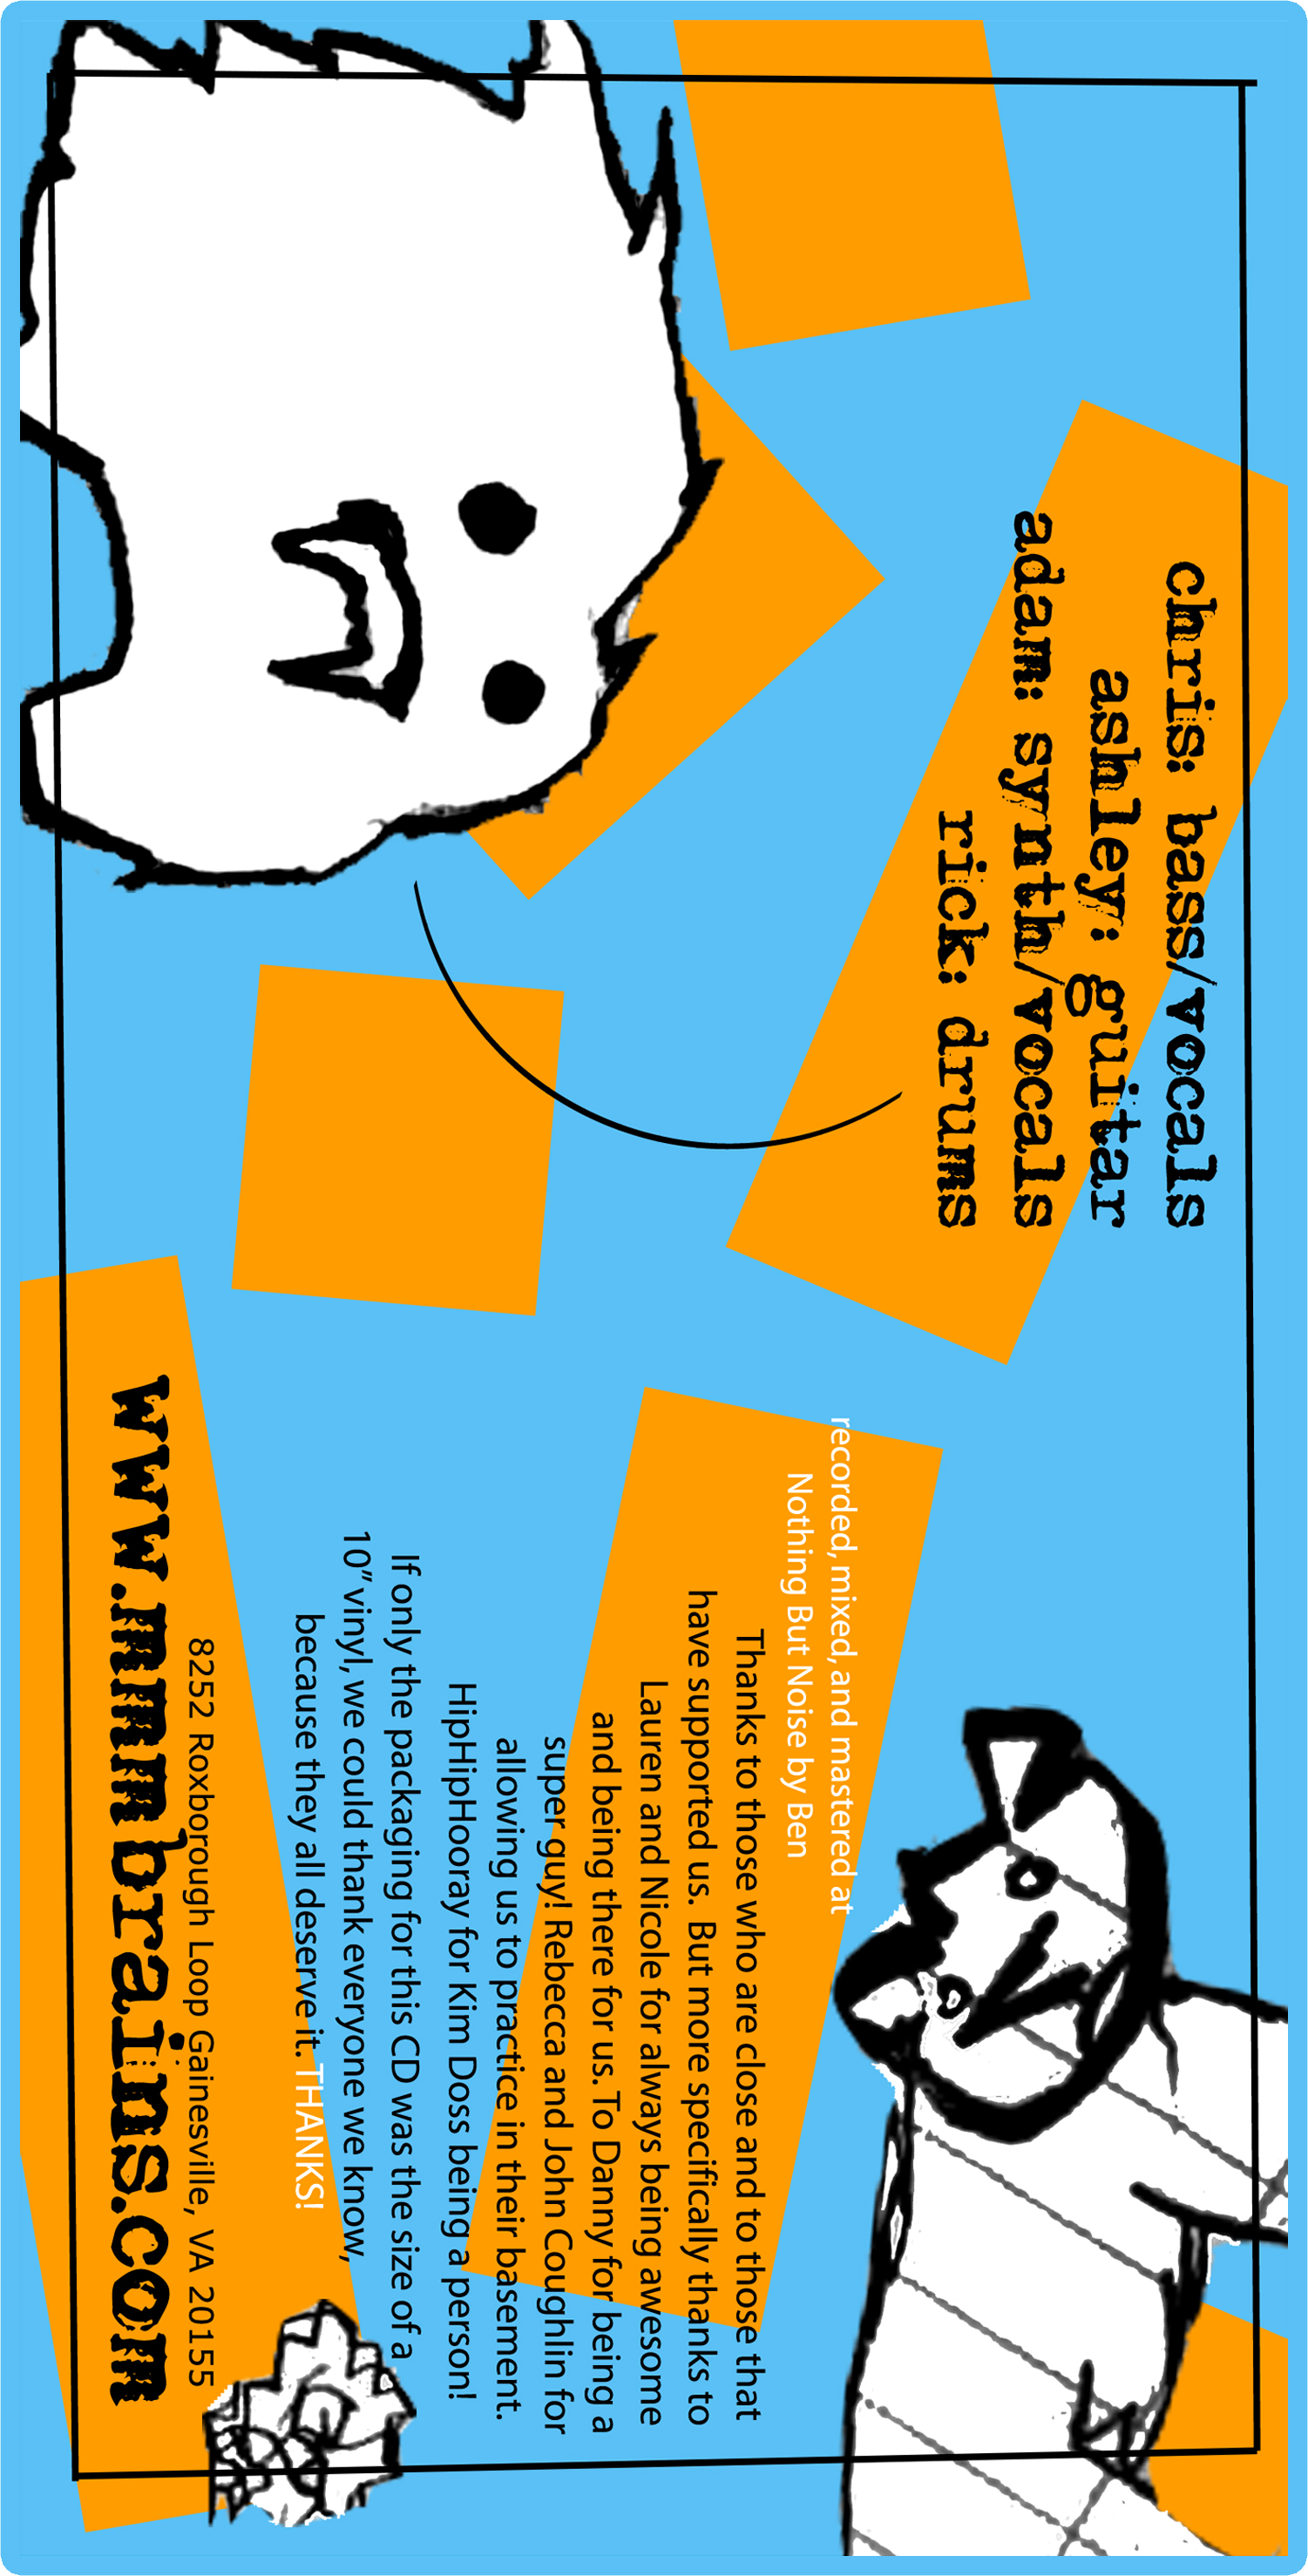 chris: bass/vocals
ashley: guitar
adam: synth/vocals
rick: drums
recorded, mixed, and mastered at
Nothing But Noise by Ben
Thanks to those who are close and to those that
have supported us.  But more specifically thanks to
Lauren and Nicole for always being awesome
and being there for us. To Danny for being a
super guy! Rebecca and John Coughlin for
allowing us to practice in their basement.
HipHipHooray for Kim Doss being a person!
If only the packaging for this CD was the size of a
10” vinyl, we could thank everyone we know,
because they all deserve it. THANKS!
8252 Roxborough Loop Gainesville, VA 20155
www.mmmbrains.com